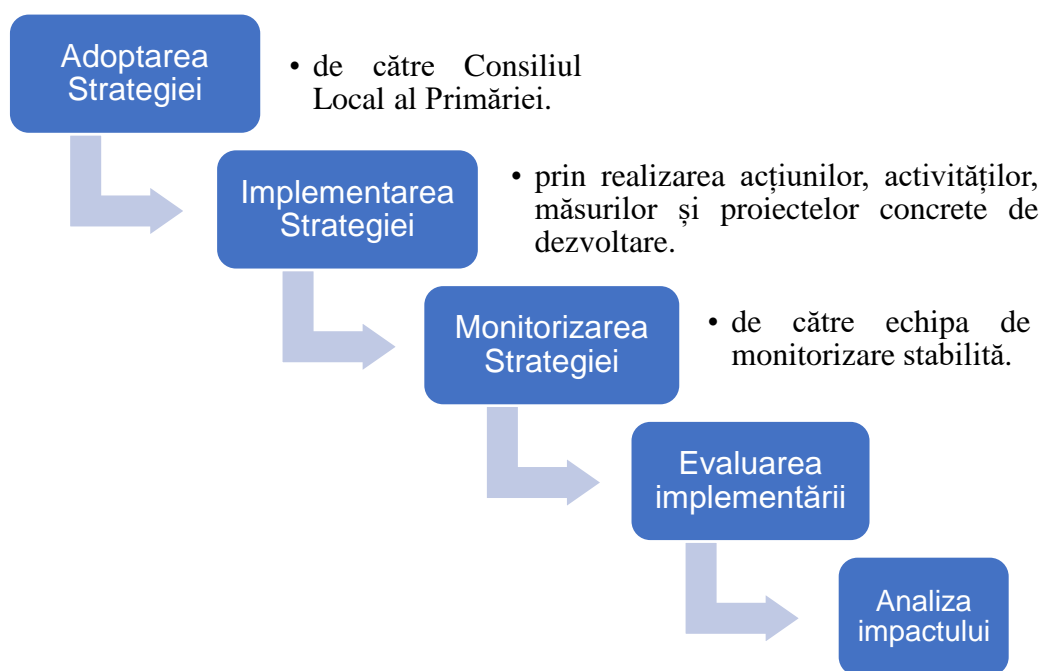 Adoptarea
Strategiei
• de către Consiliul
Local al Primăriei.
Implementarea
Strategiei
• prin realizarea acțiunilor, activităților,
măsurilor și proiectelor concrete de
dezvoltare.
Monitorizarea
Strategiei
• de către echipa de
monitorizare stabilită.
Evaluarea
implementării
Analiza
impactului